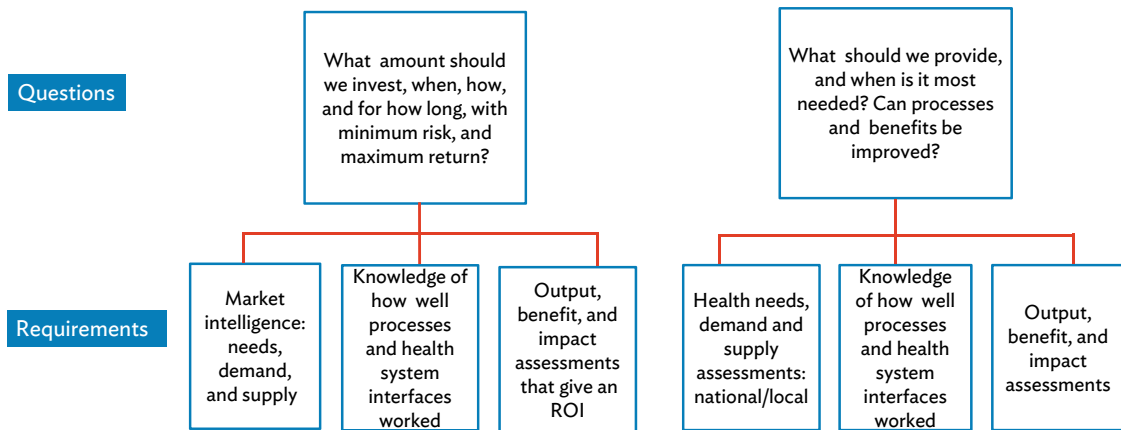 Questions
What amount should
we invest, when, how,
and for how long, with
minimum risk, and
maximum return?
What should we provide,
and when is it most
needed? Can processes
and benefits be
improved?
Requirements
Market
intelligence:
needs,
demand,
and supply
Knowledge of
how well
processes
and health
system
interfaces
worked
Output,
benefit, and
impact
assessments
that give an
ROI
Health needs,
demand and
supply
assessments:
national/local
Knowledge
of how well
processes
and health
system
interfaces
worked
Output,
benefit, and
impact
assessments